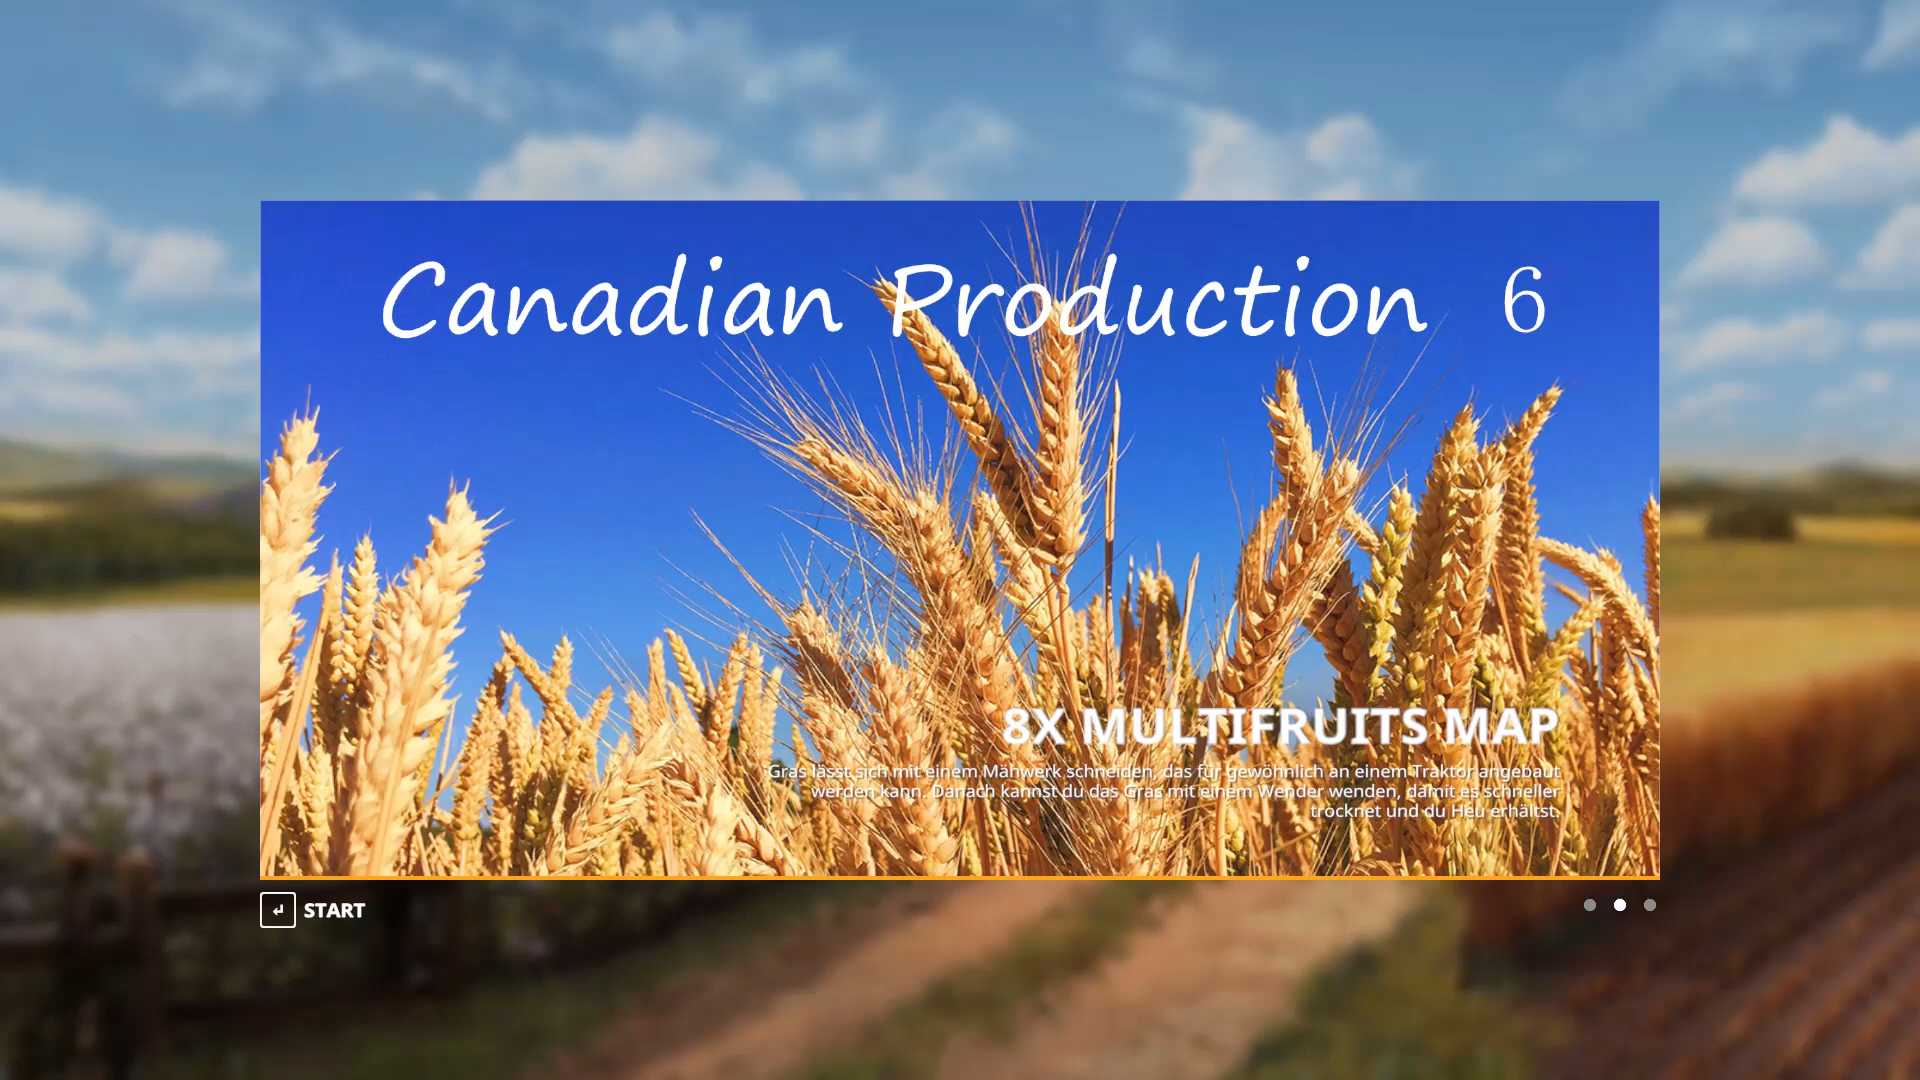 Canadian Production 6
8X MULTIFRUITS MAP
Gras lässt sich mit einem Mähwerk schneiden, das für gewöhnlich an einem Traktor angebaut
werden kann. Danach kannst du das Gras mit einem Wender wenden, damit es schneller
trocknet und du Heu erhältst.
START